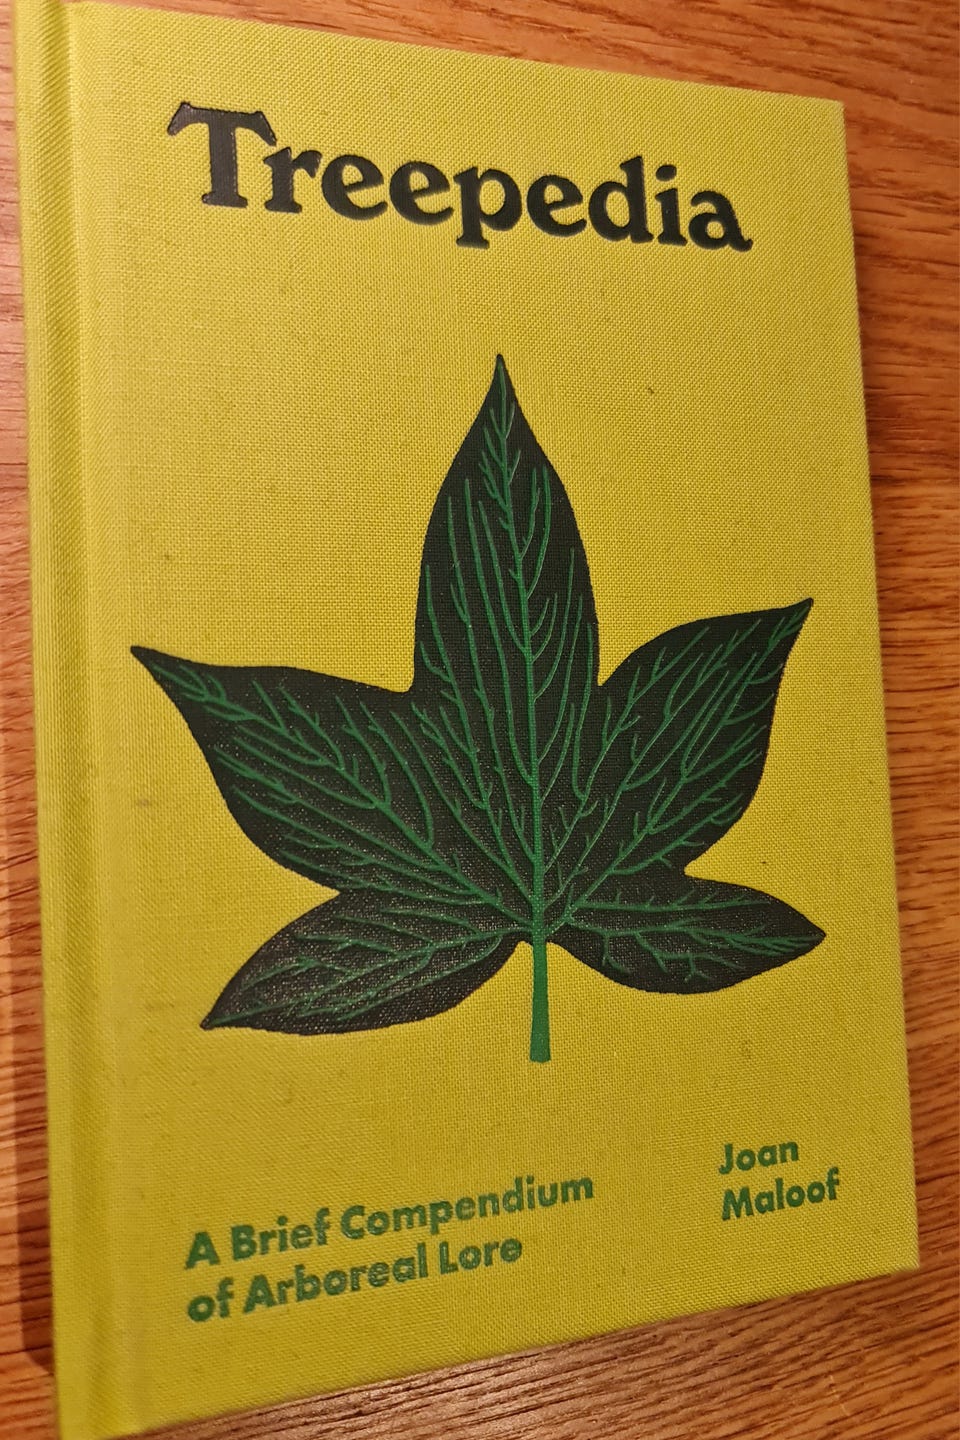 Treepedia
A Brief Compendium
of Arboreal Lore
Joan
Maloof